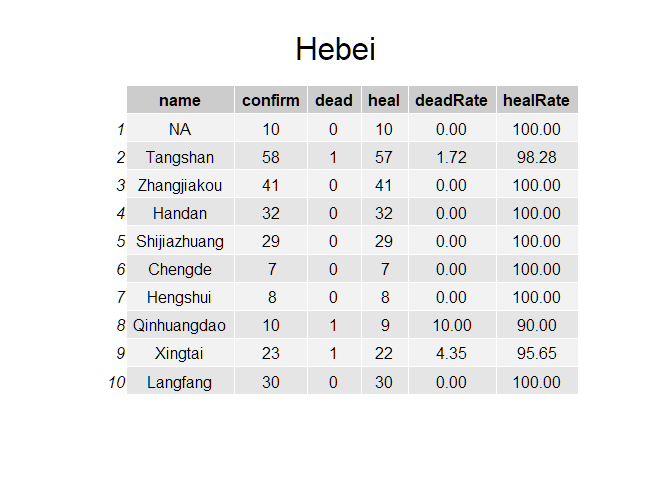 Hebei
name confirm dead heal deadRate healRate
1 NA 10 0 10 0.00 100.00
2 Tangshan 58 1 57 1.72 98.28
3 Zhangjiakou 41 0 41 0.00 100.00
4 Handan 32 0 32 0.00 100.00
5 Shijiazhuang 29 0 29 0.00 100.00
6 Chengde 7 0 7 0.00 100.00
7 Hengshui 8 0 8 0.00 100.00
8 Qinhuangdao 10 1 9 10.00 90.00
9 Xingtai 23 1 22 4.35 95.65
10 Langfang 30 0 30 0.00 100.00